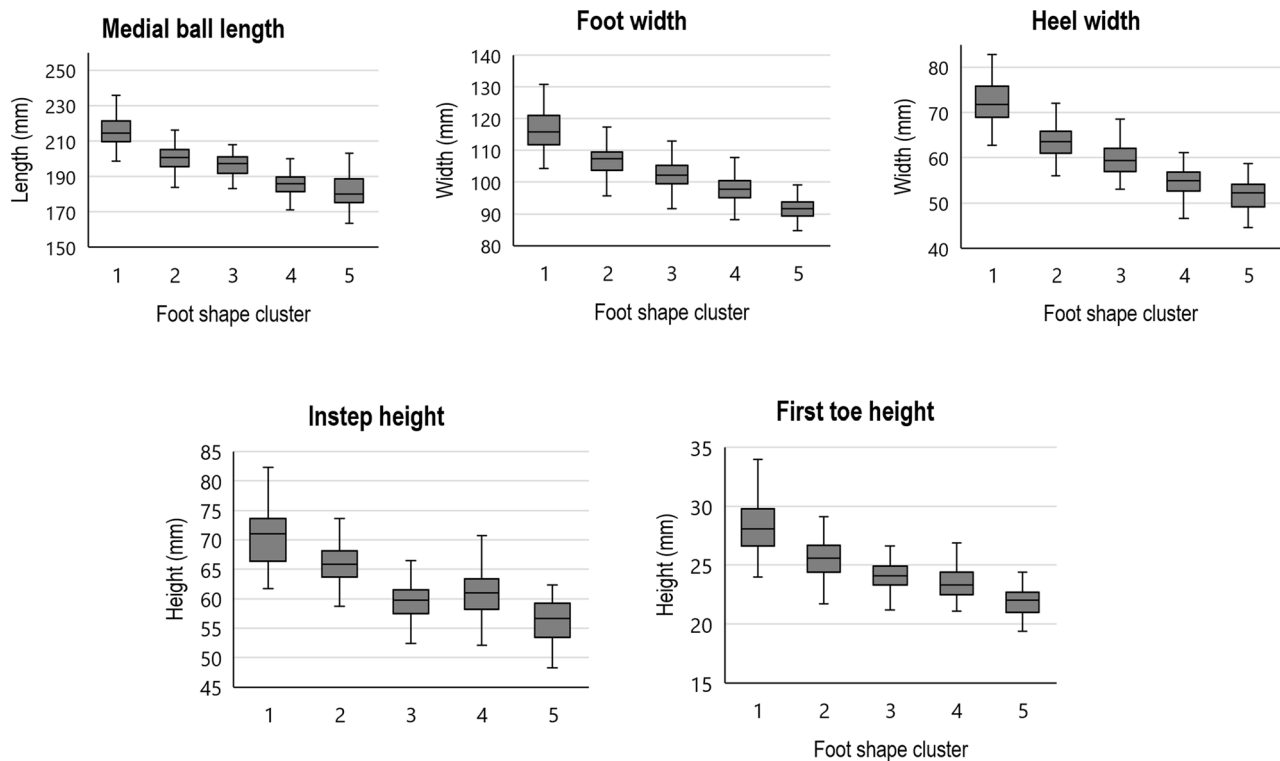 Medial ball length
Length (mm)
250
230
210
190
170
150
1 2 3 4 5
Foot shape cluster
Foot width
Width (mm)
140
130
120
110
100
90
80
1 2 3 4 5
Foot shape cluster
Heel width
Width (mm)
80
70
60
50
40
1 2 3 4 5
Foot shape cluster
Instep height
Height (mm)
85
80
75
70
65
60
55
50
45
1 2 3 4 5
First toe height
Height (mm)
35
30
25
20
15
1 2 3 4 5
Foot shape cluster